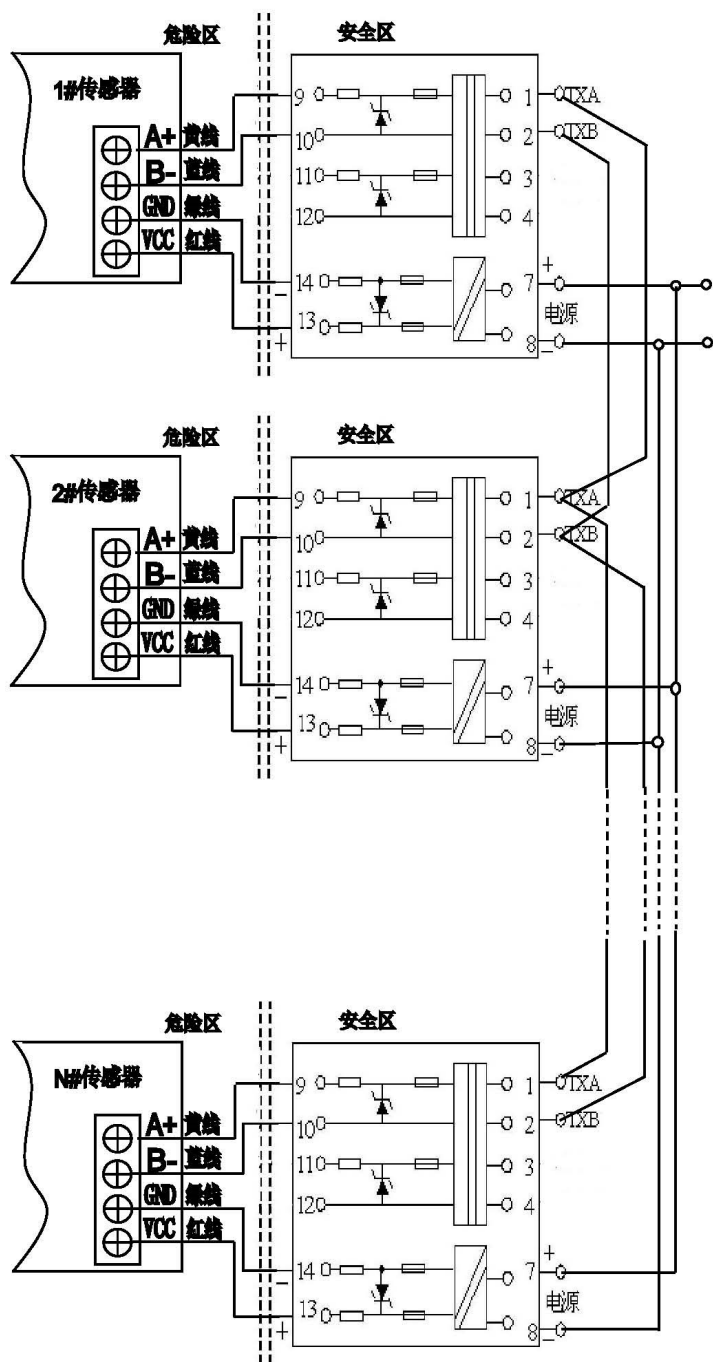 危险区 安全区
1#传感器
A+ 黄线 9 1 TXA
B- 蓝线 10 2 TXB
GND 绿线 11 3
VCC 红线 12 4
14 7 +
-
13 电源
+ 8 -
危险区 安全区
2#传感器
A+ 黄线 9 1 TXA
B- 蓝线 10 2 TXB
GND 绿线 11 3
VCC 红线 12 4
14 7 +
-
13 电源
+ 8 -
危险区 安全区
N#传感器
A+ 黄线 9 1 TXA
B- 蓝线 10 2 TXB
GND 绿线 11 3
VCC 红线 12 4
14 7 +
-
13 电源
+ 8 -